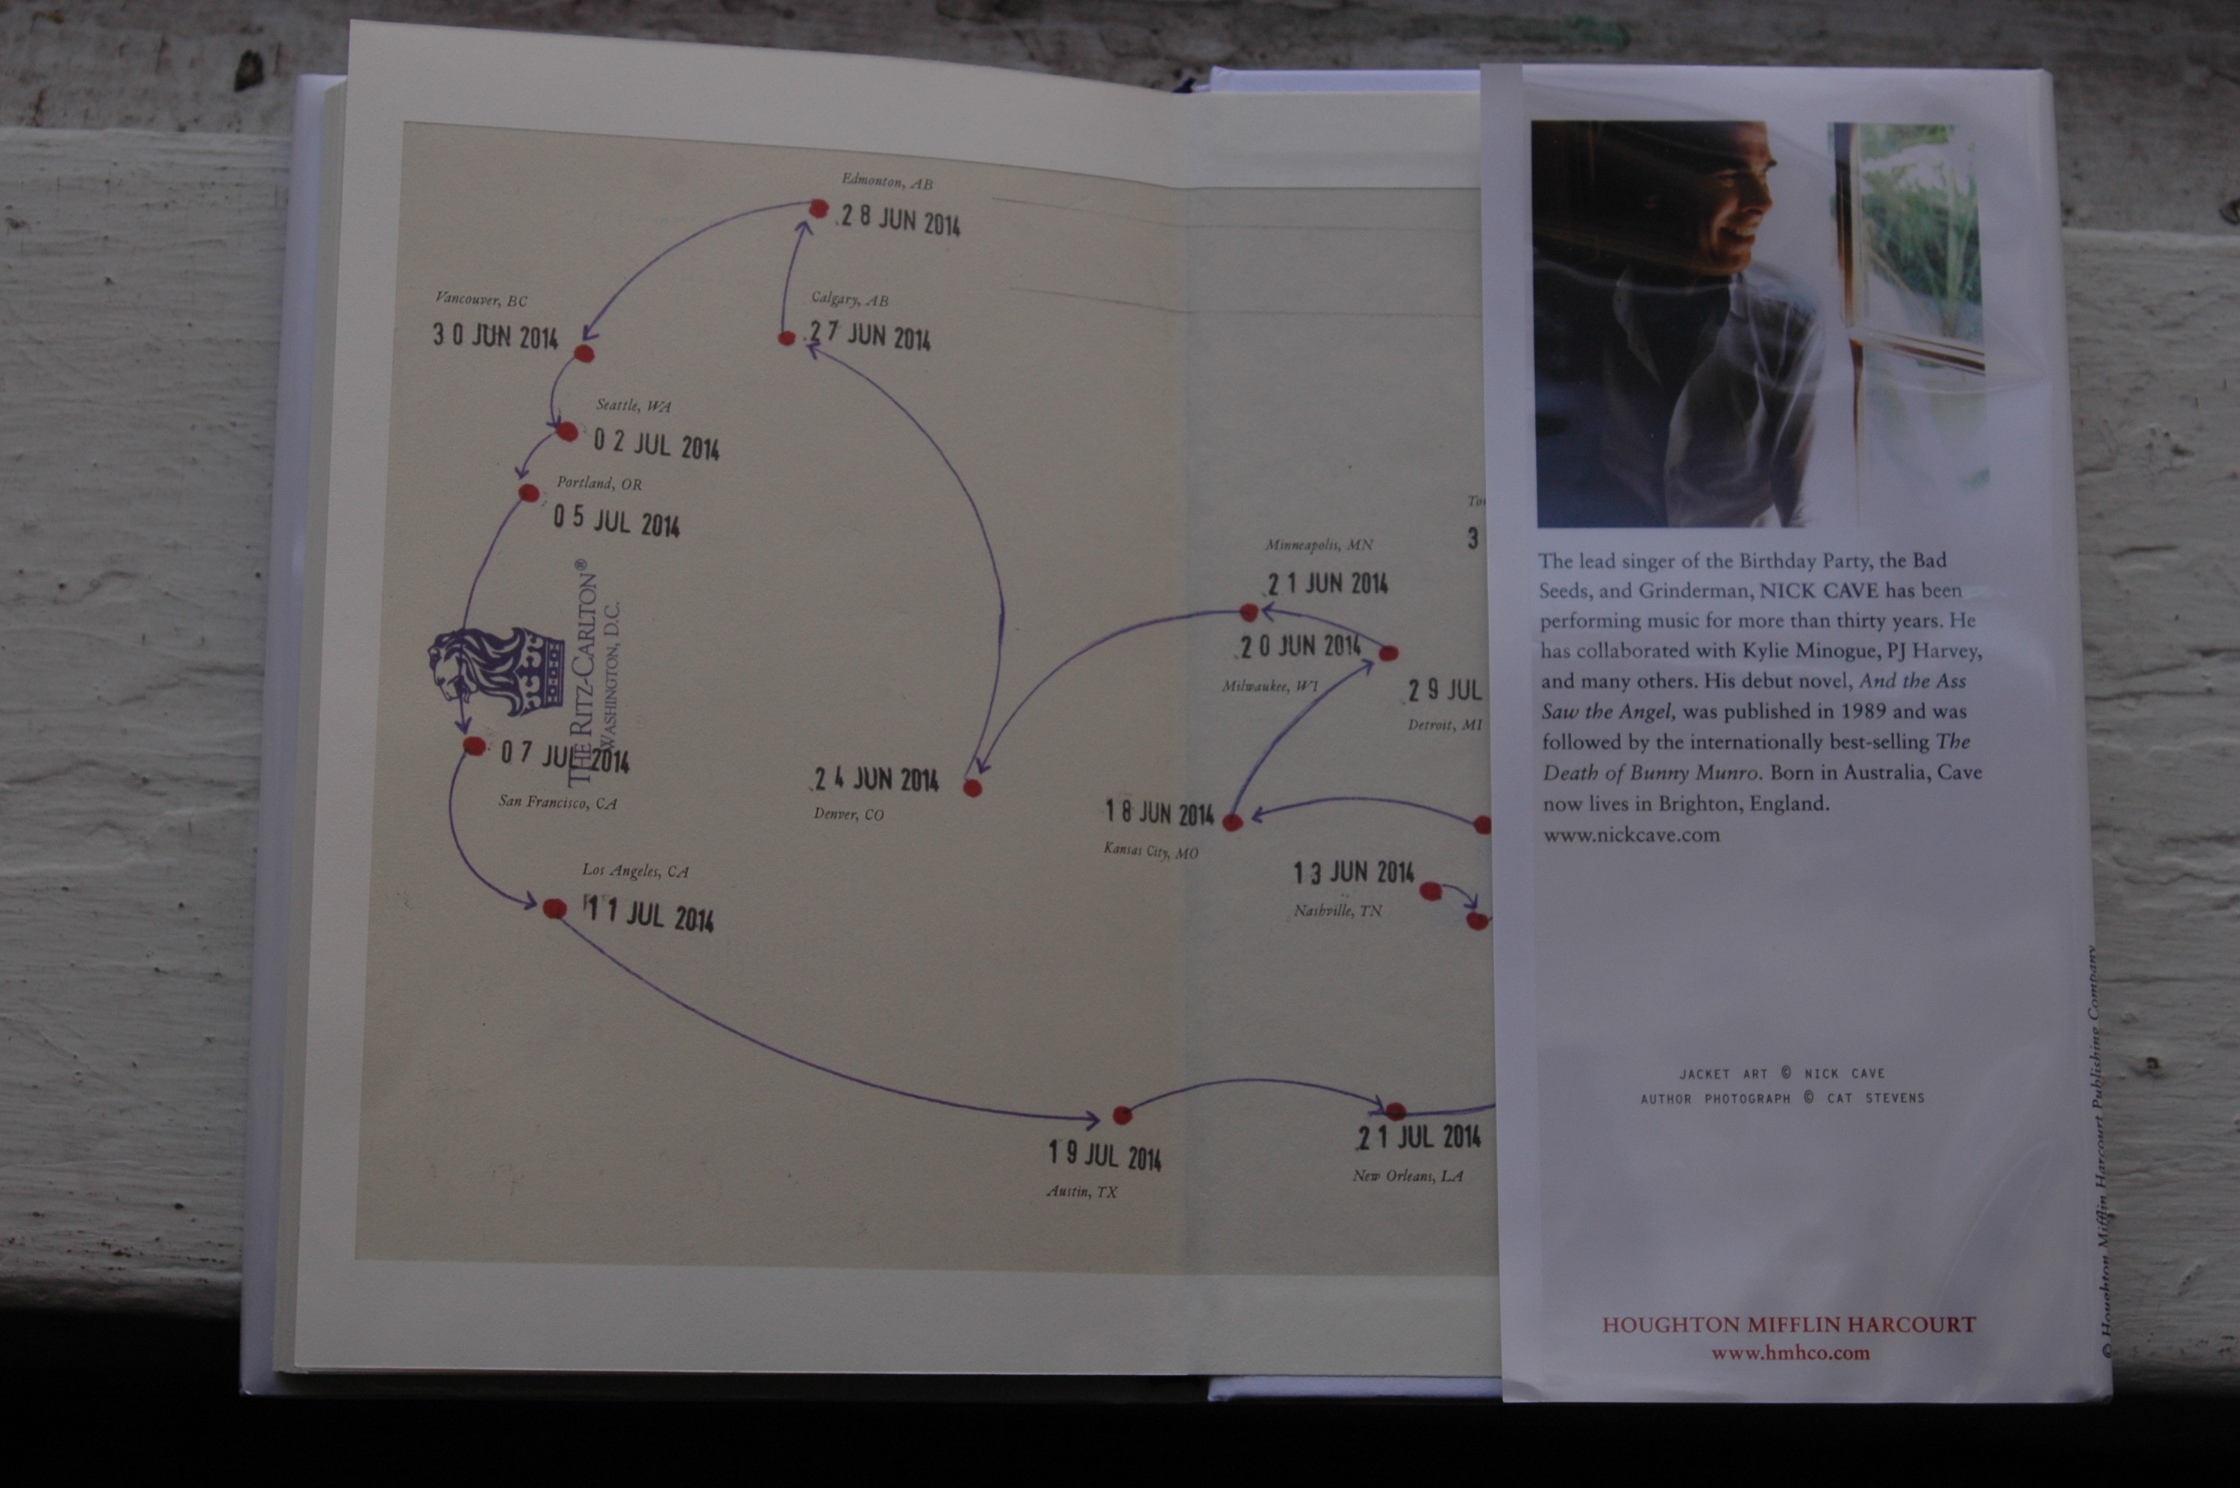 Edmonton, AB
28 JUN 2014
Vancouver, BC
30 JUN 2014
Calgary, AB
27 JUN 2014
Seattle, WA
02 JUL 2014
Portland, OR
05 JUL 2014
THE RITZ-CARLTON®
WASHINGTON, D.C.
07 JUL 2014
San Francisco, CA
Los Angeles, CA
11 JUL 2014
24 JUN 2014
Denver, CO
Minneapolis, MN
21 JUN 2014
20 JUN 2014
Milwaukee, WI
3
29 JUL
Detroit, MI
18 JUN 2014
Kansas City, MO
13 JUN 2014
Nashville, TN
19 JUL 2014
Austin, TX
21 JUL 2014
New Orleans, LA
The lead singer of the Birthday Party, the Bad
Seeds, and Grinderman, NICK CAVE has been
performing music for more than thirty years. He
has collaborated with Kylie Minogue, PJ Harvey,
and many others. His debut novel, And the Ass
Saw the Angel, was published in 1989 and was
followed by the internationally best-selling The
Death of Bunny Munro. Born in Australia, Cave
now lives in Brighton, England.
www.nickcave.com
JACKET ART © NICK CAVE
AUTHOR PHOTOGRAPH © CAT STEVENS
HOUGHTON MIFFLIN HARCOURT
www.hmhco.com
© Houghton Mifflin Harcourt Publishing Company